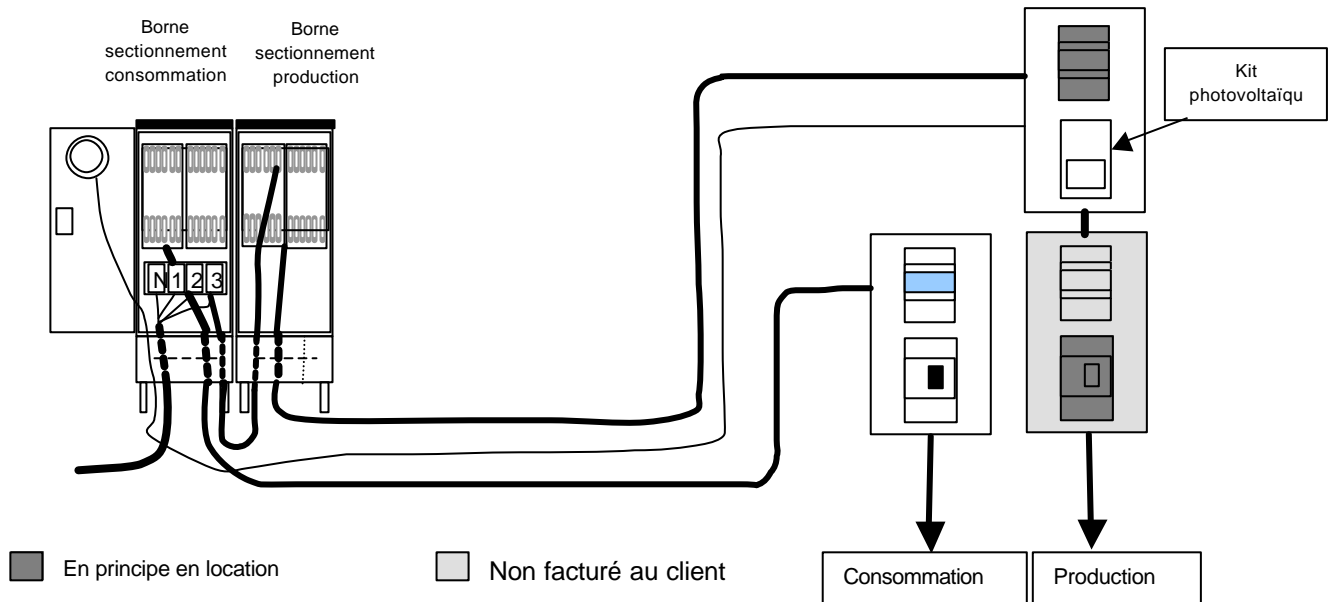 Borne
sectionnement
consommation
Borne
sectionnement
production
Kit
photovoltaïqu
N 1 2 3
En principe en location
Non facturé au client
Consommation
Production